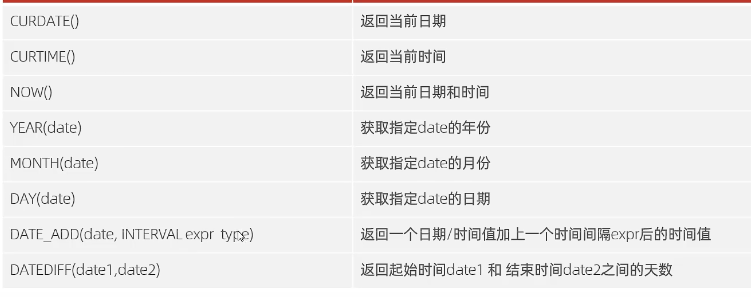 CURDATE() 返回当前日期
CURTIME() 返回当前时间
NOW() 返回当前日期和时间
YEAR(date) 获取指定date的年份
MONTH(date) 获取指定date的月份
DAY(date) 获取指定date的日期
DATE_ADD(date, INTERVAL expr type) 返回一个日期/时间值加上一个时间间隔expr后的时间值
DATEDIFF(date1,date2) 返回起始时间date1 和 结束时间date2之间的天数